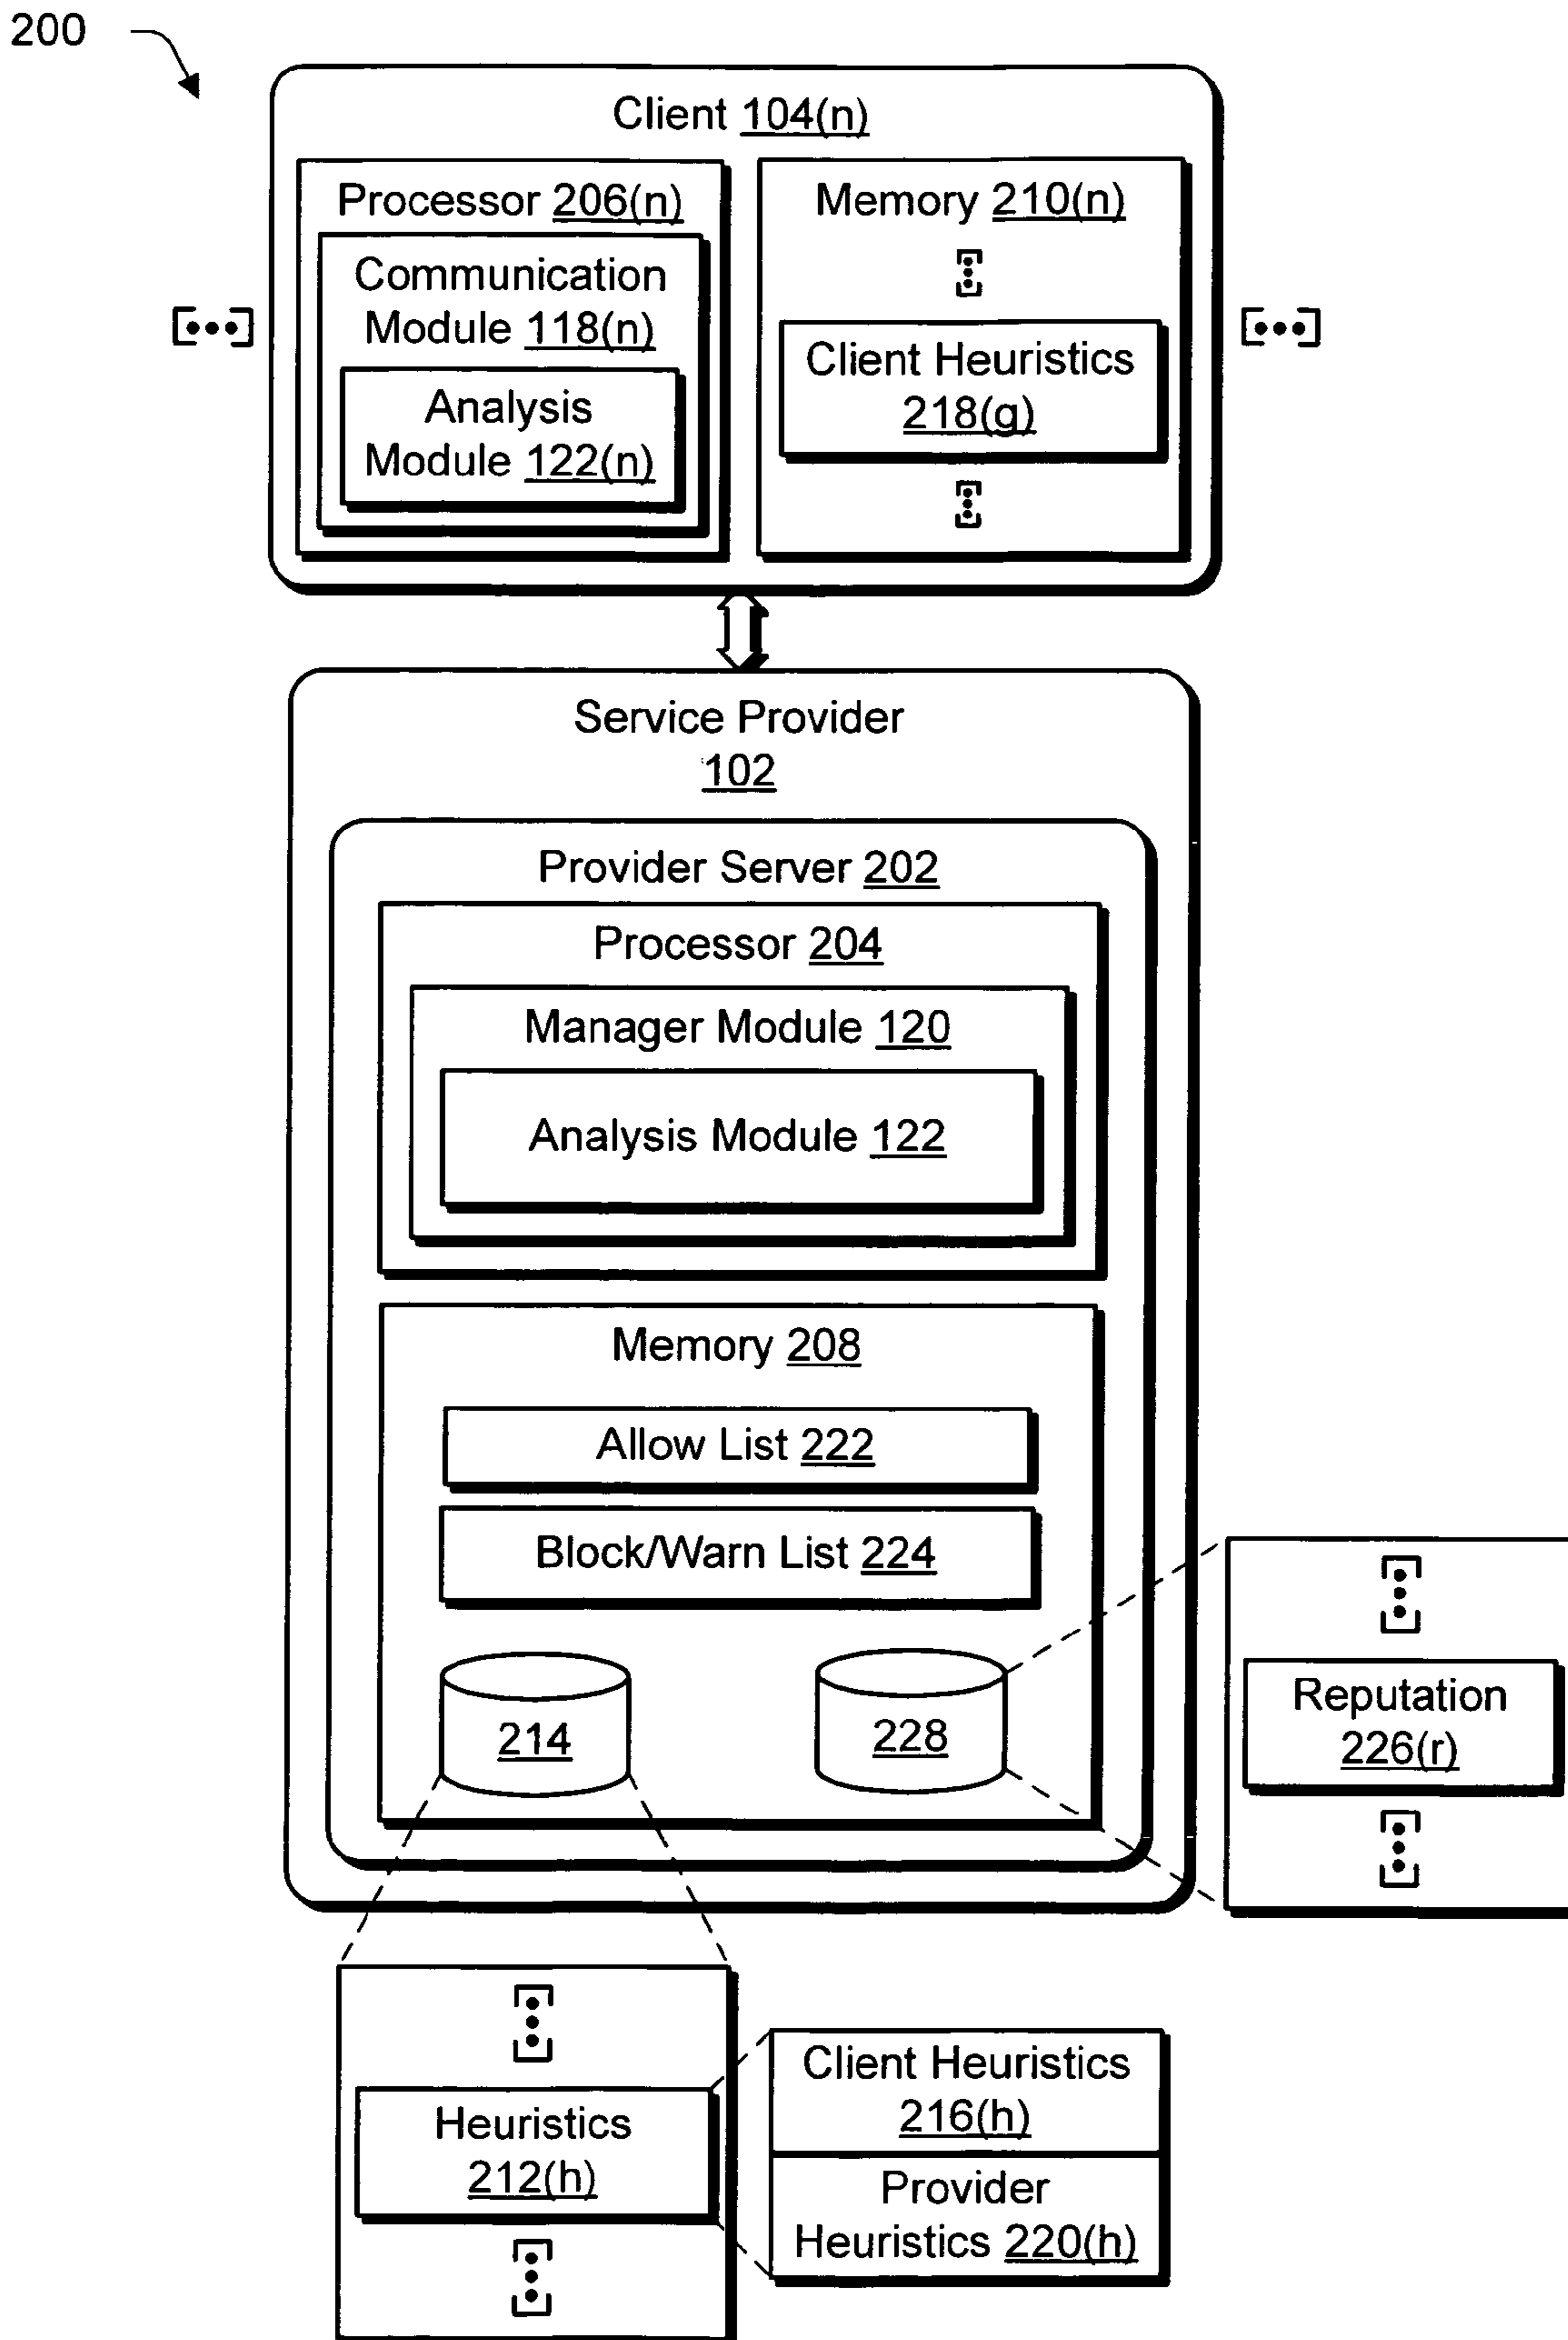 200
Client 104(n)
Processor 206(n)
Communication
Module 118(n)
Analysis
Module 122(n)
Memory 210(n)
Client Heuristics
218(g)
Service Provider
102
Provider Server 202
Processor 204
Manager Module 120
Analysis Module 122
Memory 208
Allow List 222
Block/Warn List 224
214
228
Reputation
226(r)
Heuristics
212(h)
Client Heuristics
216(h)
Provider
Heuristics 220(h)